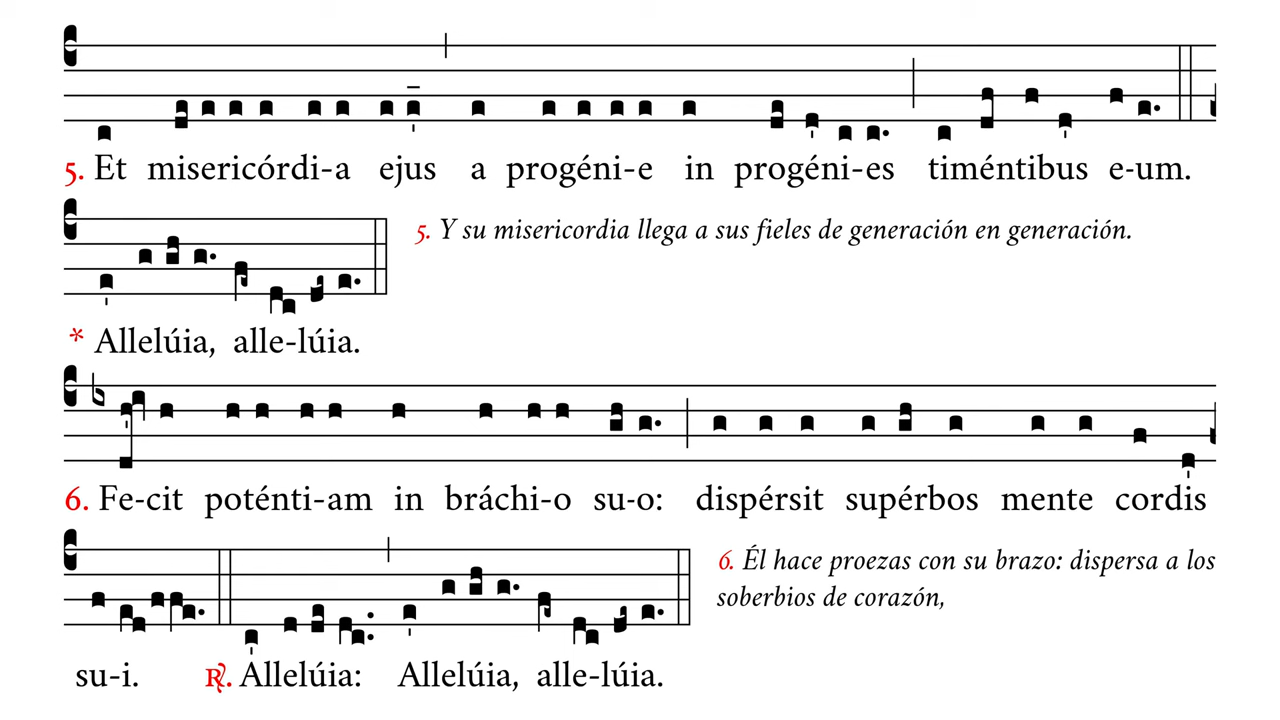 5. Et misericórdi-a ejus a progéni-e in progéni-es timéntibus e-um.
5. Y su misericordia llega a sus fieles de generación en generación.
* Allelúia, alle-lúia.
6. Fe-cit poténti-am in bráchi-o su-o: dispérsit supérbos mente cordis
6. Él hace proezas con su brazo: dispersa a los
soberbios de corazón,
su-i. ℟. Allelúia: Allelúia, alle-lúia.